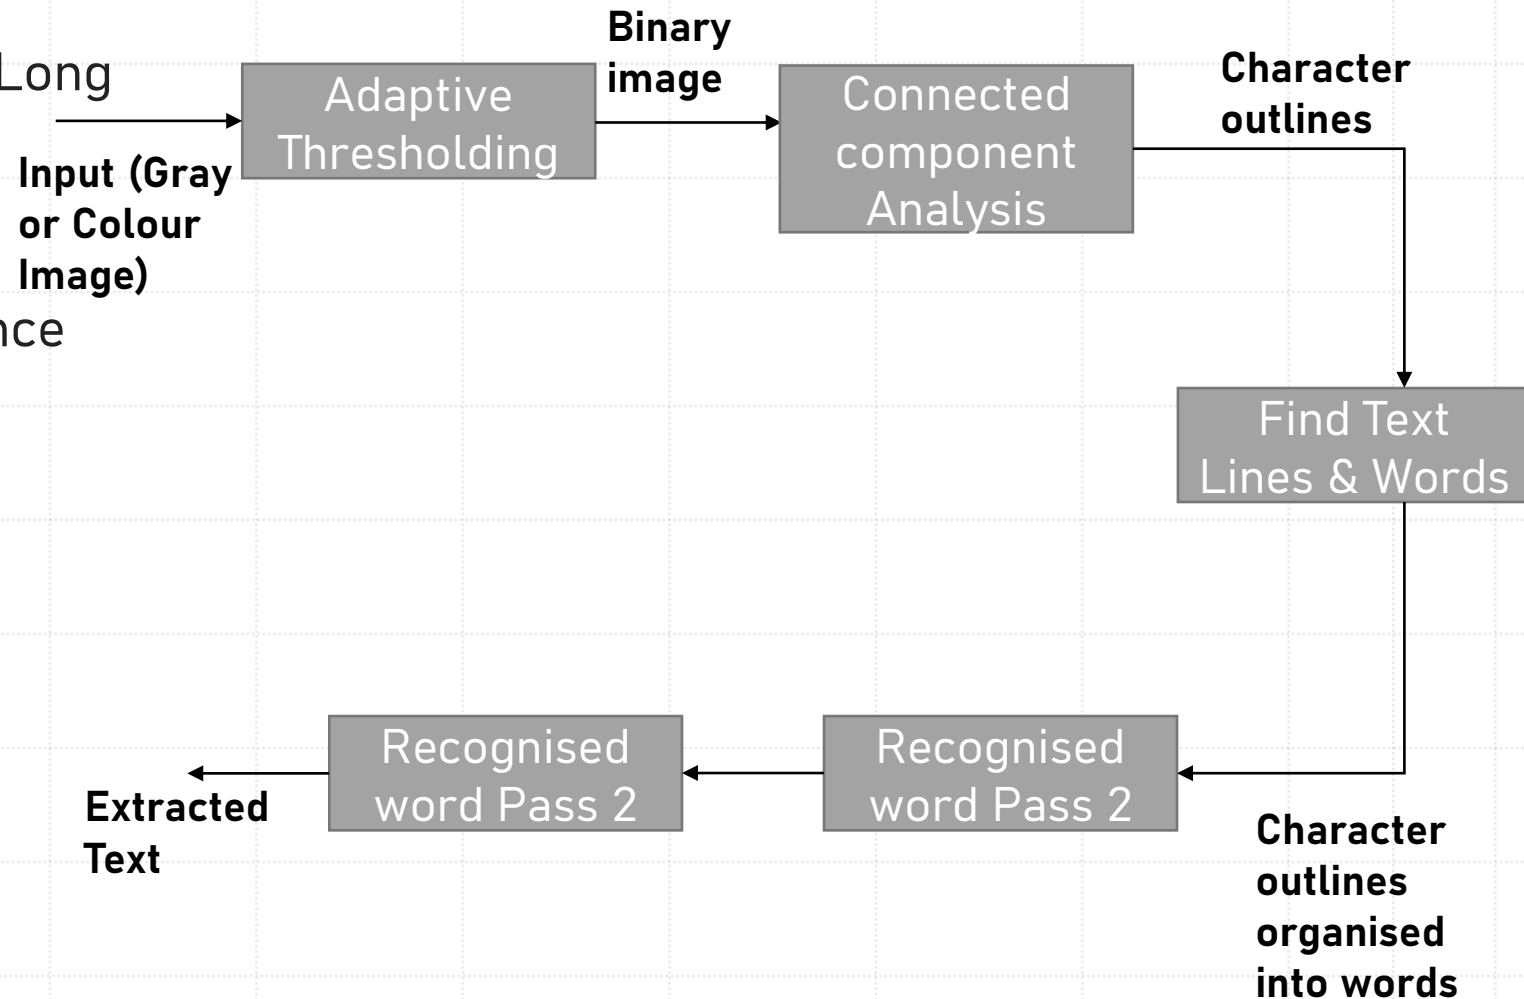 Long
Input (Gray
or Colour
Image)
nce
Adaptive
Thresholding
Binary
image
Connected
component
Analysis
Character
outlines
Find Text
Lines & Words
Character
outlines
organised
into words
Recognised
word Pass 2
Recognised
word Pass 2
Extracted
Text